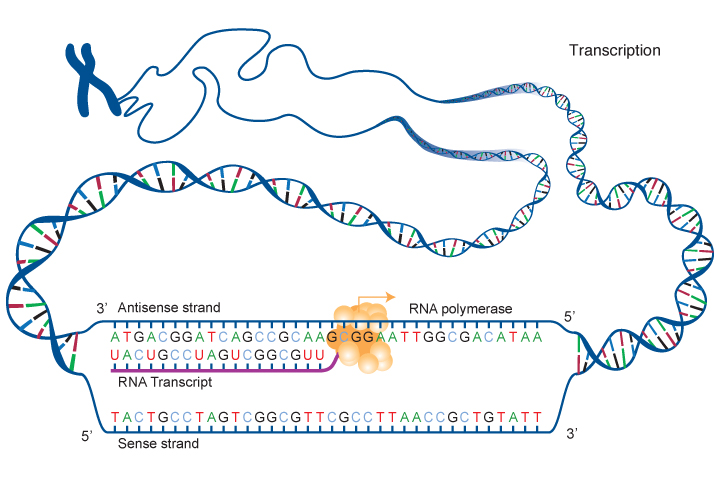 Transcription
3’ Antisense strand RNA polymerase 5’
ATGACGGATCAGCCGCAAGCGGAATTGGCGACATAA
UACUGCCUAGUCGGCGUU
RNA Transcript
TACTGCCTAGTCGGCGTTCGCCTTAACCGCTGTATT
5’ Sense strand 3’